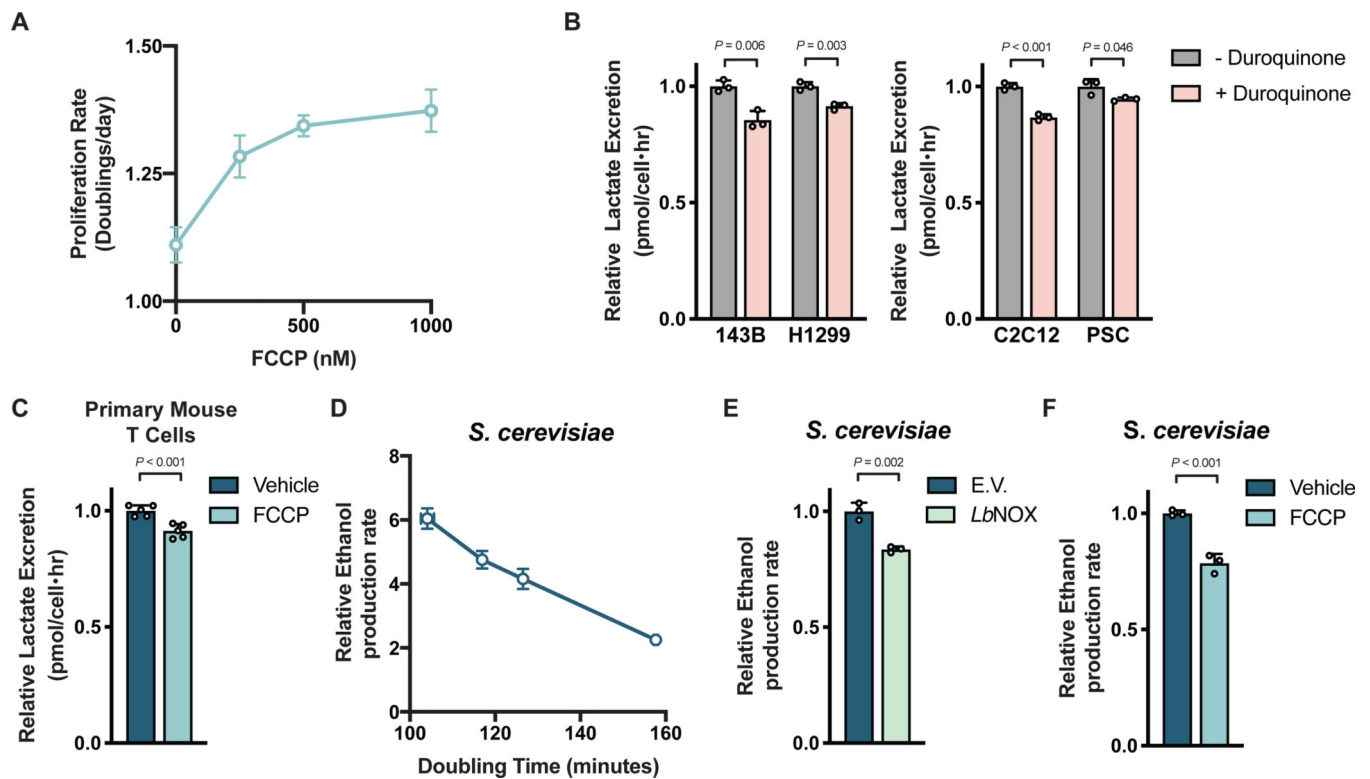 A
Proliferation Rate
(Doublings/day)
1.50
1.25
1.00
0
500
1000
FCCP (nM)
B
Relative Lactate Excretion
(pmol/cell·hr)
1.0
0.5
0.0
P = 0.006
P = 0.003
143B
H1299
Relative Lactate Excretion
(pmol/cell·hr)
1.0
0.5
0.0
P < 0.001
P = 0.046
C2C12
PSC
- Duroquinone
+ Duroquinone
C
Primary Mouse
T Cells
P < 0.001
Vehicle
FCCP
Relative Lactate Excretion
(pmol/cell·hr)
1.0
0.5
0.0
D
S. cerevisiae
Relative Ethanol
production rate
8
6
4
2
0
100
120
140
160
Doubling Time (minutes)
E
S. cerevisiae
P = 0.002
E.V.
LbNOX
Relative Ethanol
production rate
1.0
0.5
0.0
F
S. cerevisiae
P < 0.001
Vehicle
FCCP
Relative Ethanol
production rate
1.0
0.5
0.0